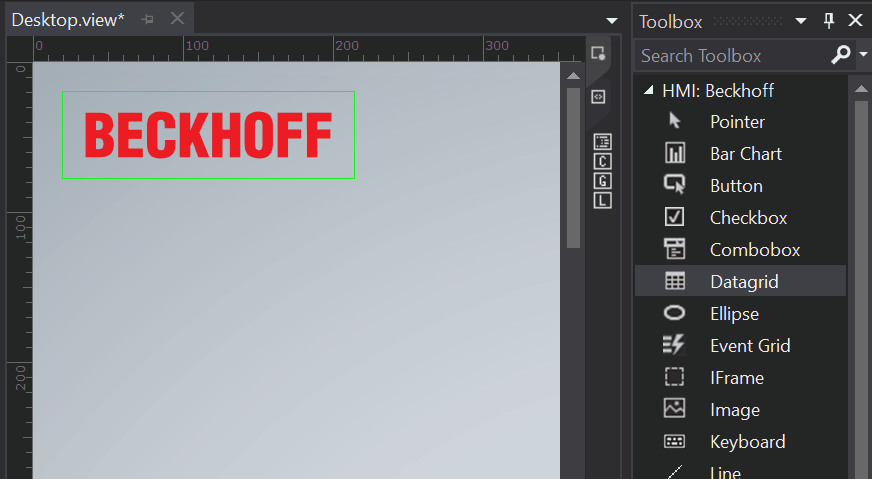 Desktop.view*
0 100 200 300
0
100
200
BECKHOFF
C
G
L
Toolbox
Search Toolbox
HMI: Beckhoff
Pointer
Bar Chart
Button
Checkbox
Combobox
Datagrid
Ellipse
Event Grid
IFrame
Image
Keyboard
Line